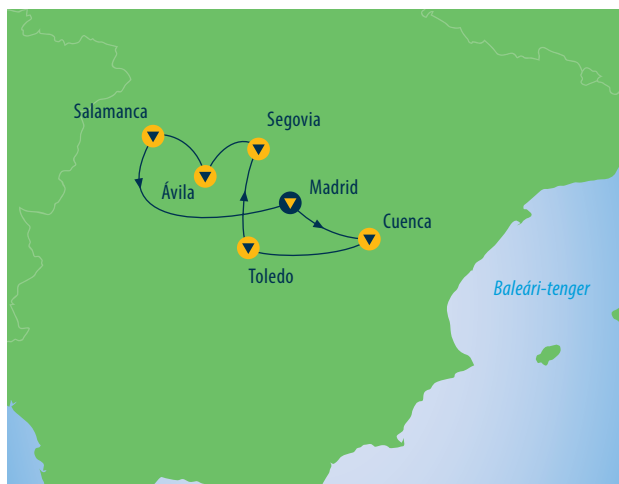 Salamanca
Segovia
Ávila
Madrid
Cuenca
Toledo
Baleári-tenger